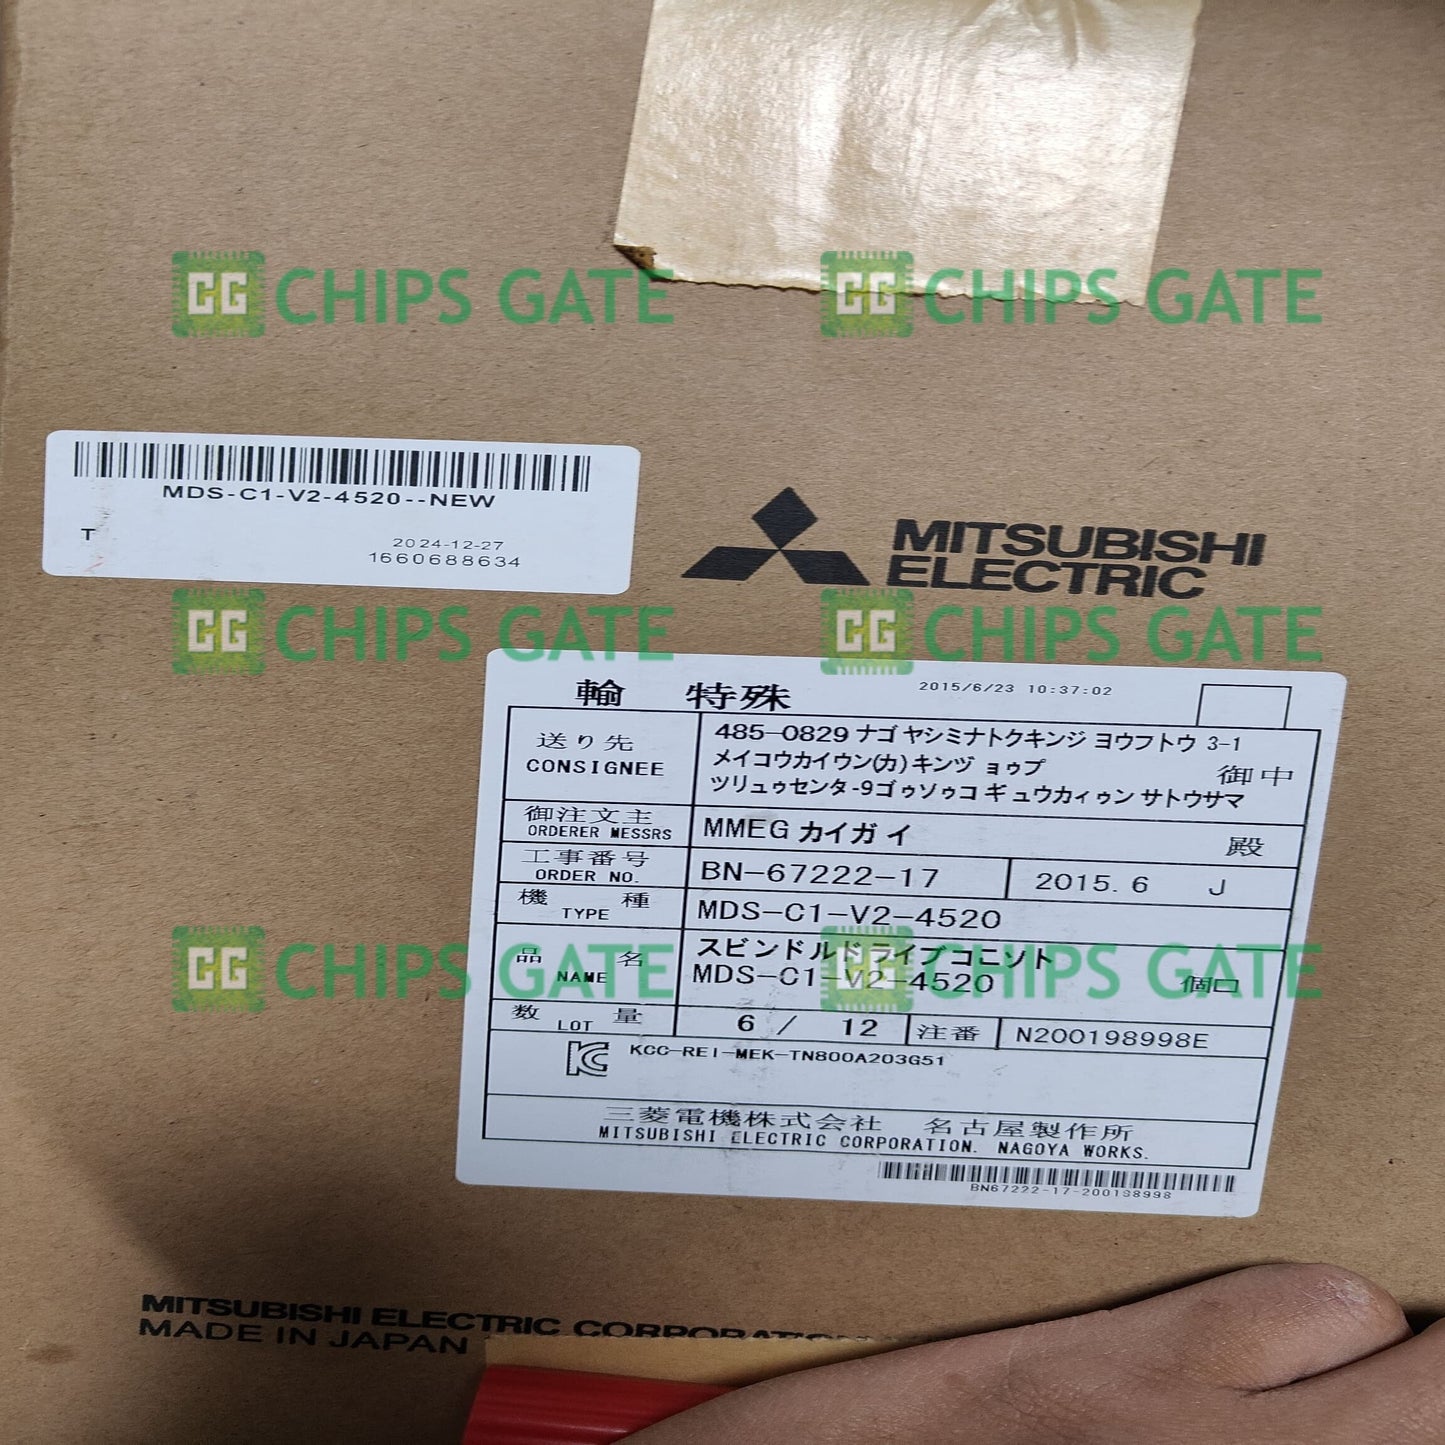 CG CHIPS GATE
CG CHIPS GATE
MDS-C1-V2-4520--NEW
T
2024-12-27
1660688634
MITSUBISHI
ELECTRIC
CG CHIPS GATE
CG CHIPS GATE
輸 特殊 2015/6/23 10:37:02
送り先
CONSIGNEE
485-0829 ナゴ ヤシミナトクキンジ ヨウフトウ 3-1
メイコウカイウン(カ) キンヅ ョゥプ
ツリュゥセンタ-9ゴゥソゥコ ギュウカィゥン サトウサマ
御中
御注文主
ORDERER MESSRS
MMEG カイガイ 殿
工事番号
ORDER NO.
BN-67222-17 2015.6 J
機種
TYPE
MDS-C1-V2-4520
品名
NAME
スピンドルドライブユニット
MDS-C1-V2-4520 個口
CG CHIPS GATE
CG CHIPS GATE
数量
LOT
6 / 12 注番 N200198998E
KC KCC-REI-MEK-TN800A203G51
三菱電機株式会社 名古屋製作所
MITSUBISHI ELECTRIC CORPORATION. NAGOYA WORKS.
BN67222-17-200198998
MITSUBISHI ELECTRIC CORPORATION
MADE IN JAPAN